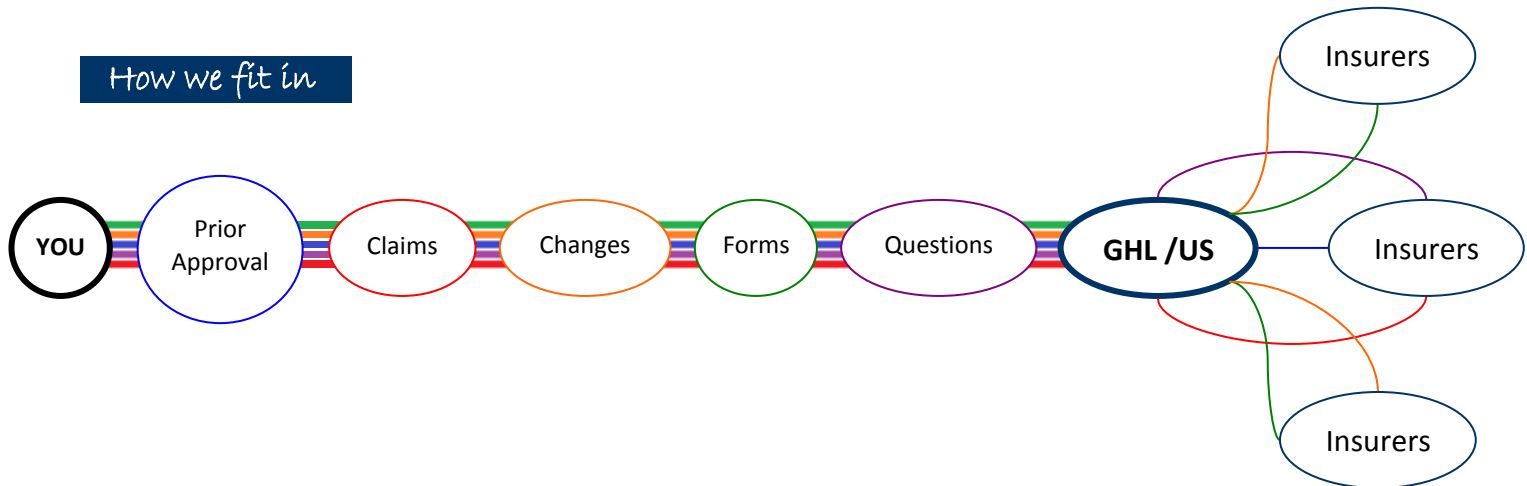 How we fit in
Insurers
YOU
Prior
Approval
Claims
Changes
Forms
Questions
GHL /US
Insurers
Insurers